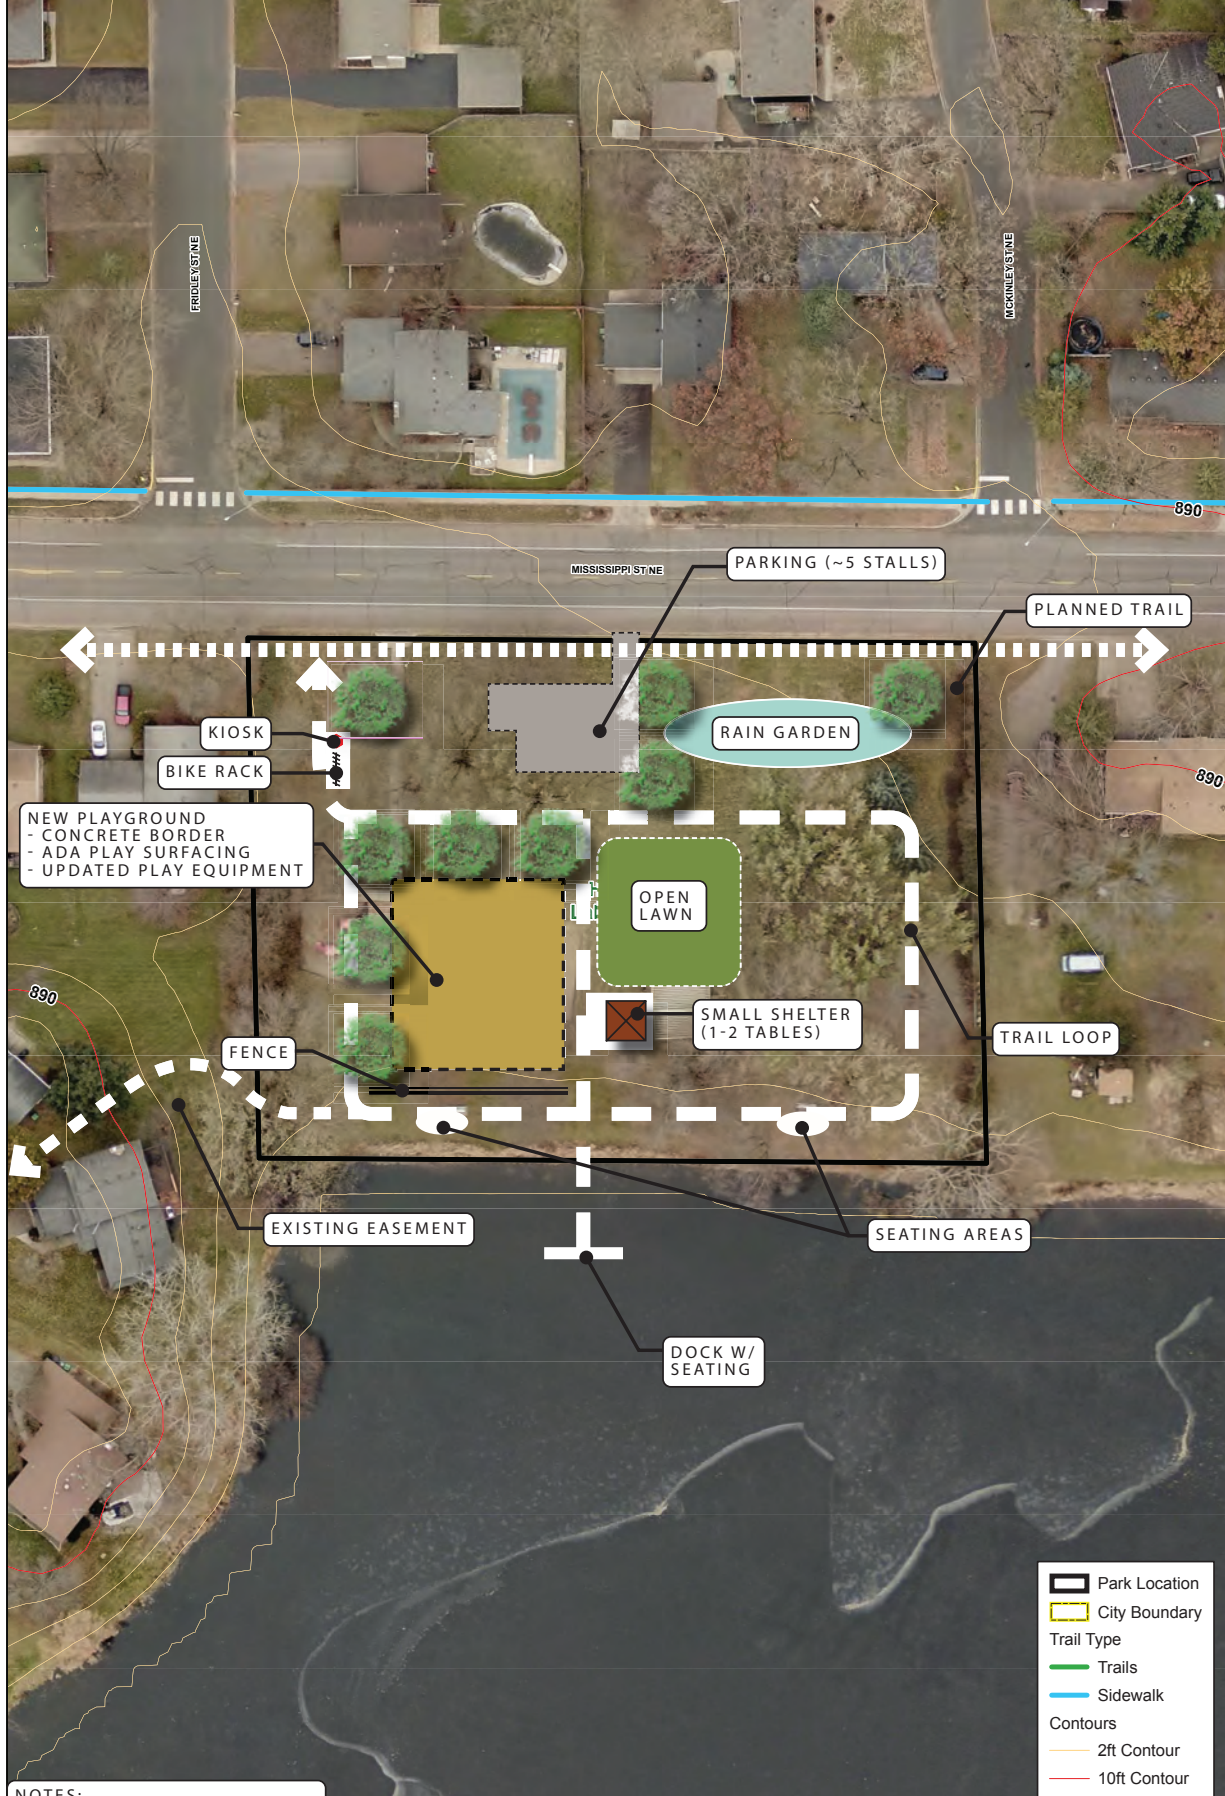 FRIDLEY ST NE
MCKINLEY ST NE
890
MISSISSIPPI ST NE
PARKING (~5 STALLS)
PLANNED TRAIL
KIOSK
RAIN GARDEN
BIKE RACK
890
NEW PLAYGROUND
- CONCRETE BORDER
- ADA PLAY SURFACING
- UPDATED PLAY EQUIPMENT
OPEN
LAWN
890
SMALL SHELTER
(1-2 TABLES)
TRAIL LOOP
FENCE
EXISTING EASEMENT
SEATING AREAS
DOCK W/
SEATING
Park Location
City Boundary
Trail Type
Trails
Sidewalk
Contours
2ft Contour
10ft Contour
NOTES: